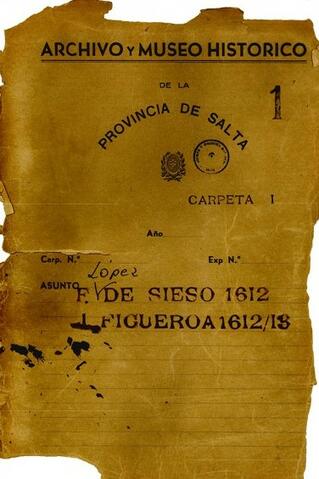 ARCHIVO Y MUSEO HISTORICO
DE LA
1
PROVINCIA DE SALTA
CARPETA I
Año
Carp. N.° Exp N.°
López
ASUNTO F. DE SIESO 1612
J. FIGUEROA 1612/13